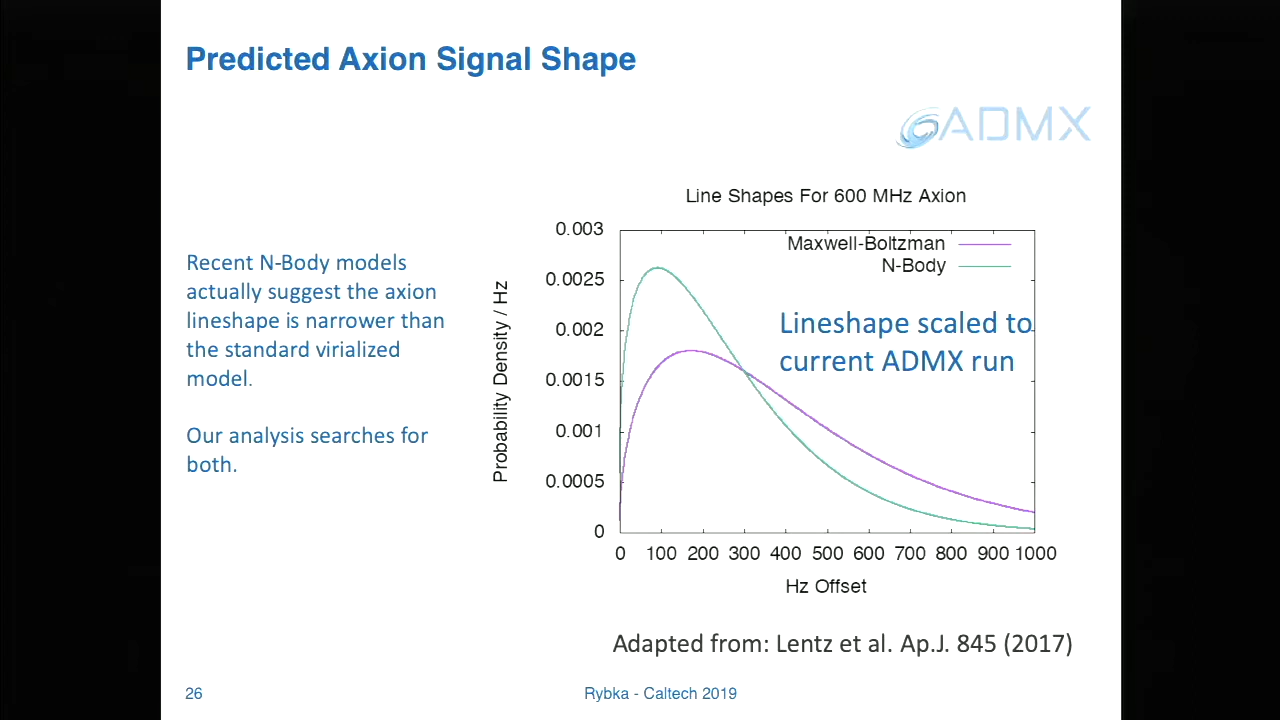 Predicted Axion Signal Shape
ADMX
Recent N-Body models
actually suggest the axion
lineshape is narrower than
the standard virialized
model.
Our analysis searches for
both.
Line Shapes For 600 MHz Axion
Probability Density / Hz
0.003
0.0025
0.002
0.0015
0.001
0.0005
0
Maxwell-Boltzman
N-Body
Lineshape scaled to
current ADMX run
0 100 200 300 400 500 600 700 800 900 1000
Hz Offset
Adapted from: Lentz et al. Ap.J. 845 (2017)
26
Rybka - Caltech 2019